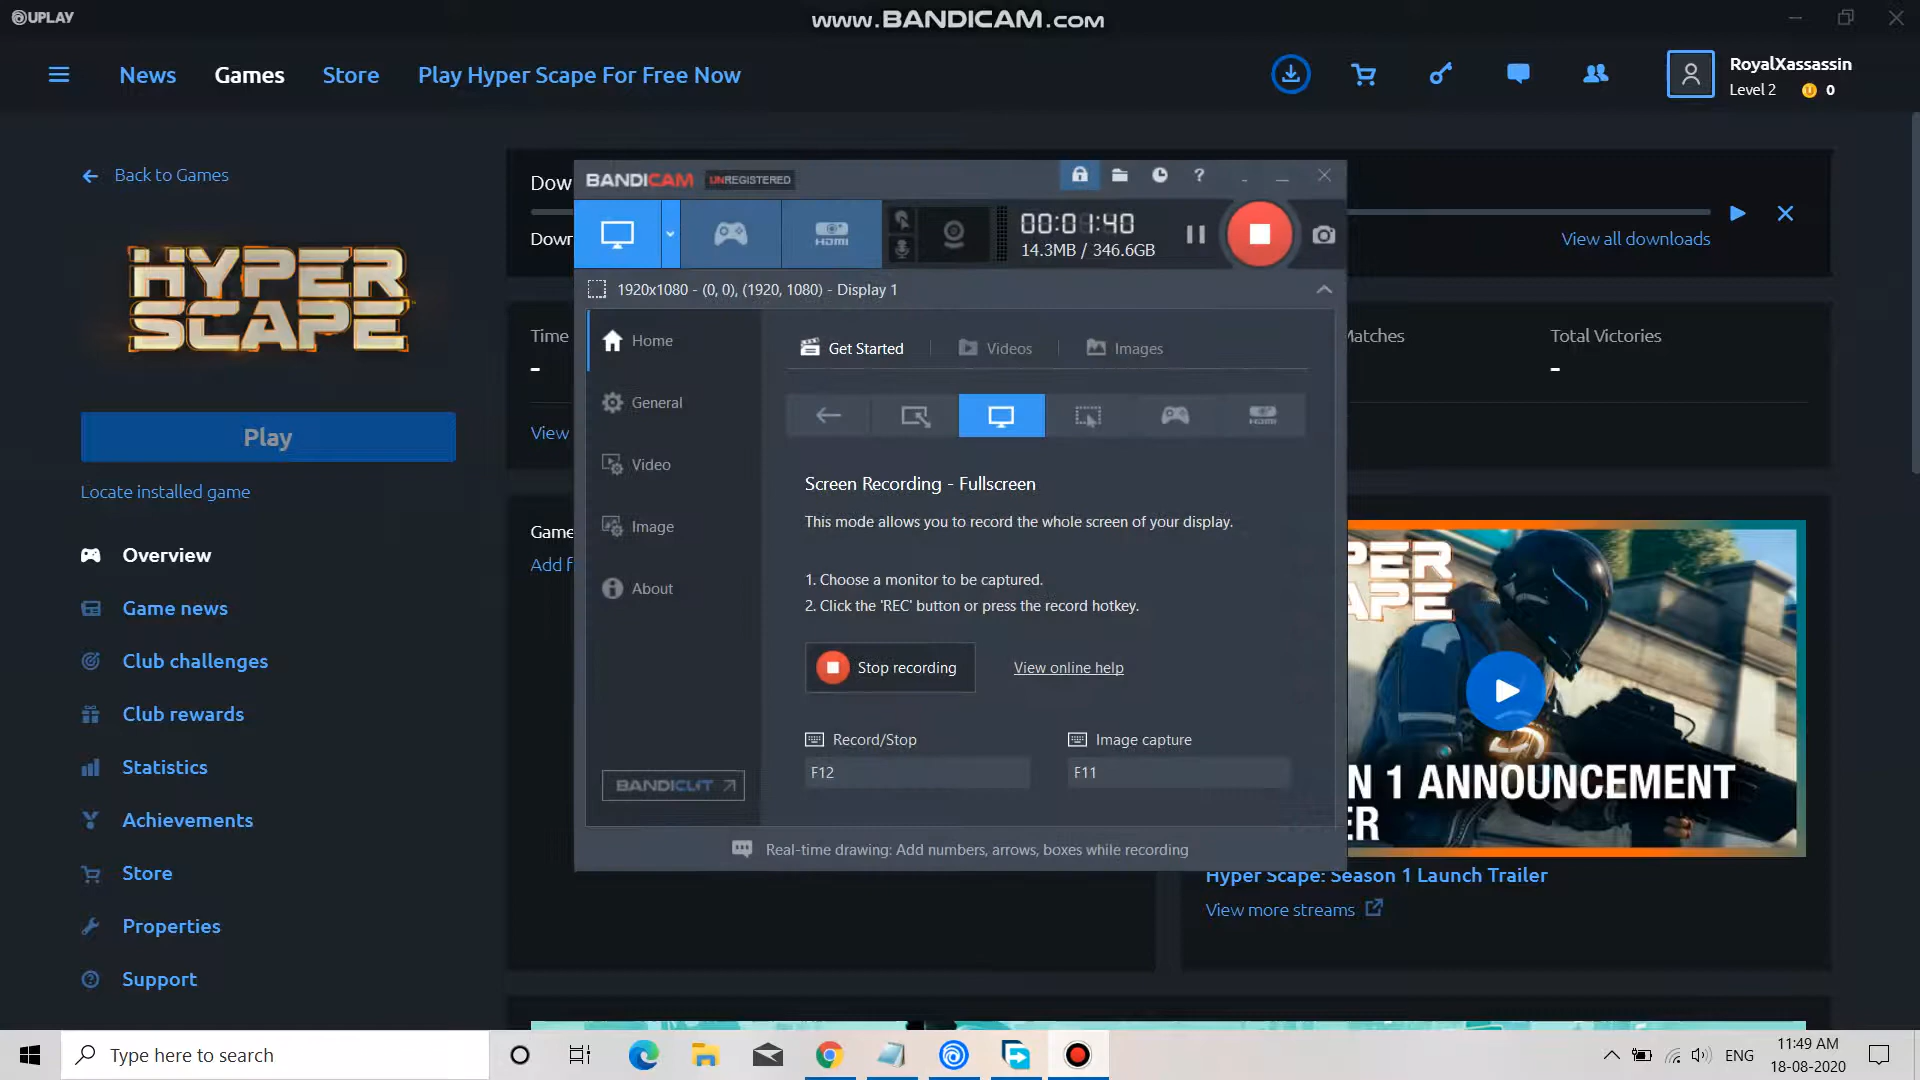 UPLAY
www.BANDICAM.com
News
Games
Store
Play Hyper Scape For Free Now
RoyalXassassin
Level 2
0
Back to Games
HYPER
SCAPE
Play
Locate installed game
Overview
Game news
Club challenges
Club rewards
Statistics
Achievements
Store
Properties
Support
View all downloads
Time
-
View
Matches
Total Victories
-
Game
BANDICAM UNREGISTERED
HDMI
00:01:40
14.3MB / 346.6GB
1920x1080 - (0, 0), (1920, 1080) - Display 1
Home
General
Video
Image
About
BANDICUT
Get Started
Videos
Images
HDMI
Screen Recording - Fullscreen
This mode allows you to record the whole screen of your display.
1. Choose a monitor to be captured.
2. Click the 'REC' button or press the record hotkey.
Stop recording
View online help
Record/Stop
F12
Image capture
F11
Real-time drawing: Add numbers, arrows, boxes while recording
N 1 ANNOUNCEMENT
ER
Hyper Scape: Season 1 Launch Trailer
View more streams
Type here to search
ENG
11:49 AM
18-08-2020